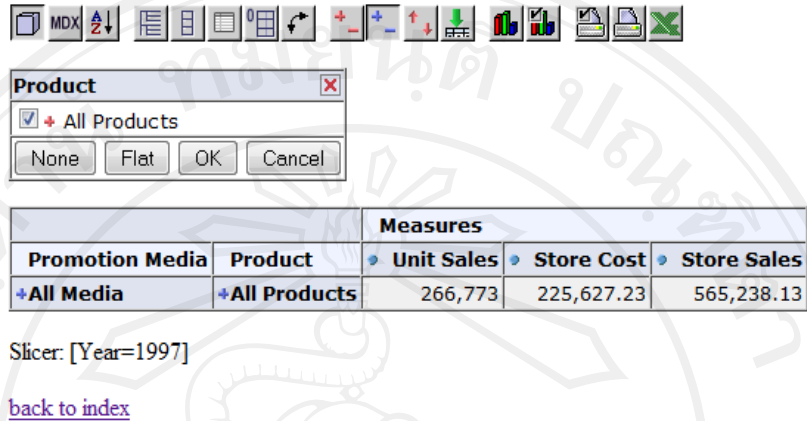 MDX
Product
All Products
None Flat OK Cancel
Measures
Promotion Media Product Unit Sales Store Cost Store Sales
+All Media +All Products 266,773 225,627.23 565,238.13
Slicer: [Year=1997]
back to index